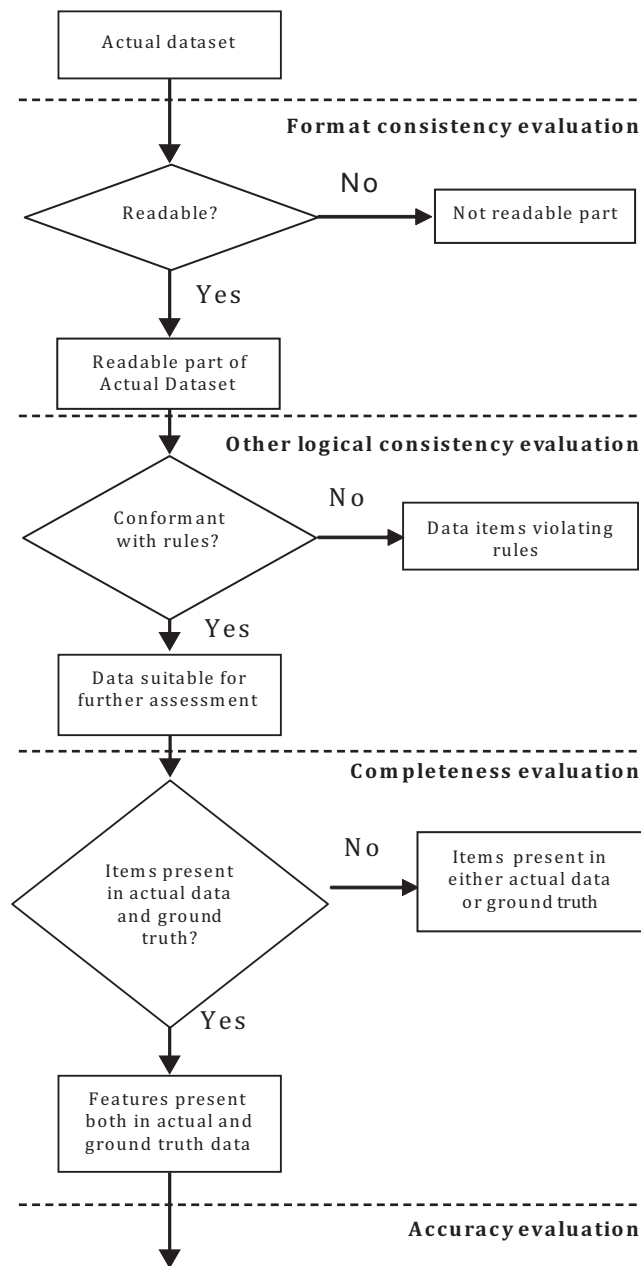 Actual dataset
Format consistency evaluation
No
Readable?
Not readable part
Yes
Readable part of
Actual Dataset
Other logical consistency evaluation
No
Conformant
with rules?
Data items violating
rules
Yes
Data suitable for
further assessment
Completeness evaluation
No
Items present
in actual data
and ground
truth?
Items present in
either actual data
or ground truth
Yes
Features present
both in actual and
ground truth data
Accuracy evaluation